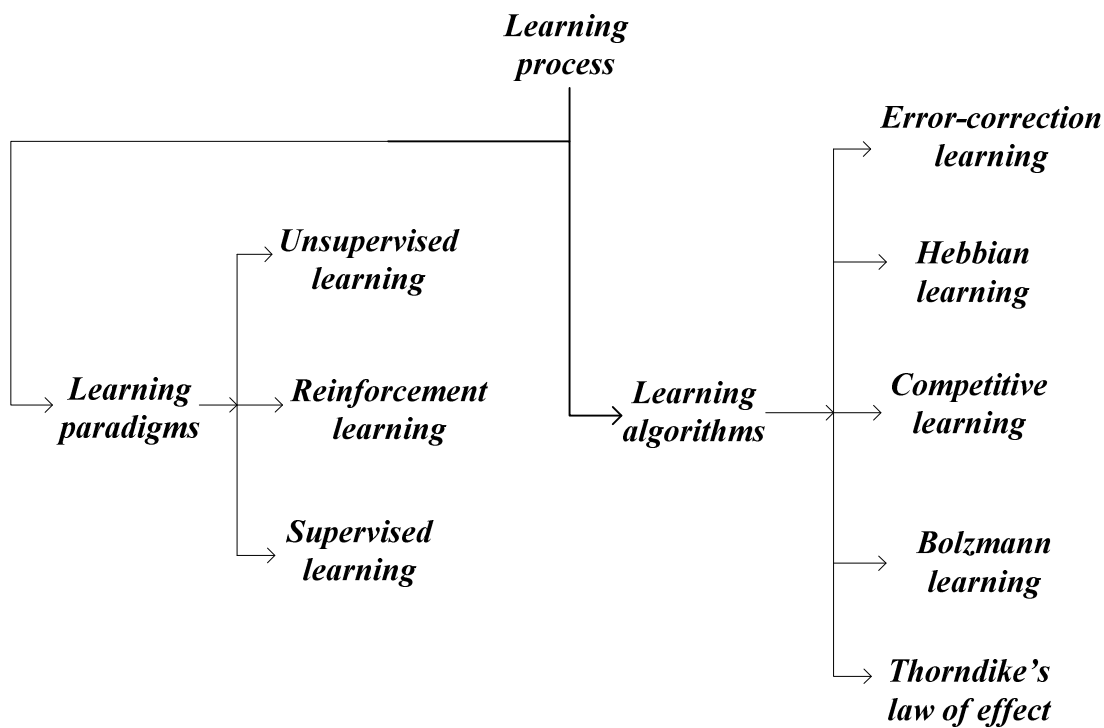 Learning
process
Learning
paradigms
Unsupervised
learning
Reinforcement
learning
Supervised
learning
Learning
algorithms
Error-correction
learning
Hebbian
learning
Competitive
learning
Bolzmann
learning
Thorndike’s
law of effect